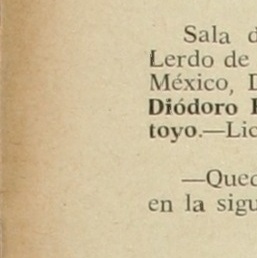 Sala d
Lerdo de
México, D
Diódoro
toyo.—Lic
—Qued
en la sigu